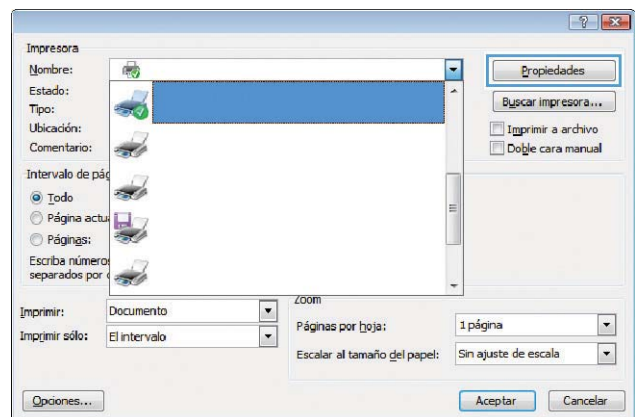 Impresora
Nombre:
Propiedades
Estado:
Buscar impresora...
Tipo:
Ubicación:
Imprimir a archivo
Comentario:
Doble cara manual
Intervalo de pág
Todo
Página actu
Páginas:
Escriba número
separados por
Zoom
Imprimir: Documento
Páginas por hoja: 1 página
Imprimir sólo: El intervalo
Escalar al tamaño del papel: Sin ajuste de escala
Opciones...
Aceptar Cancelar